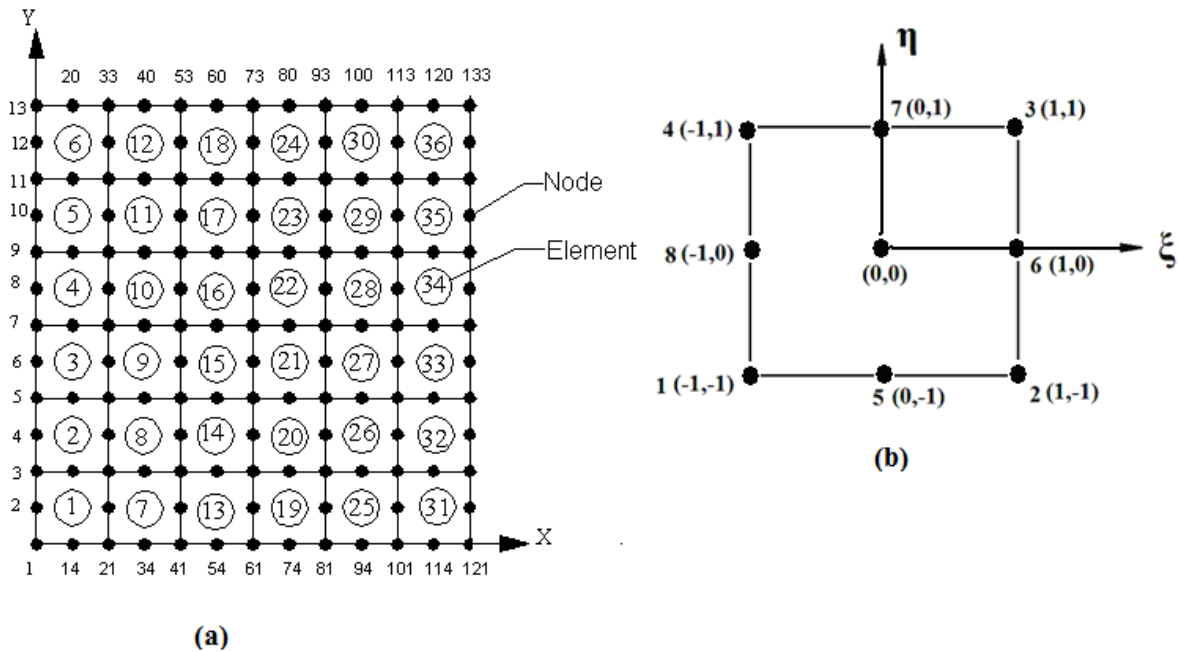 Y
20 33 40 53 60 73 80 93 100 113 120 133
13
12 6 12 18 24 30 36
11
10 5 11 17 23 29 35
Node
9
Element
8 4 10 16 22 28 34
7
6 3 9 15 21 27 33
5
4 2 8 14 20 26 32
3
2 1 7 13 19 25 31
X
1 14 21 34 41 54 61 74 81 94 101 114 121
(a)
η
4 (-1,1) 7 (0,1) 3 (1,1)
ξ
8 (-1,0) (0,0) 6 (1,0)
1 (-1,-1) 5 (0,-1) 2 (1,-1)
(b)